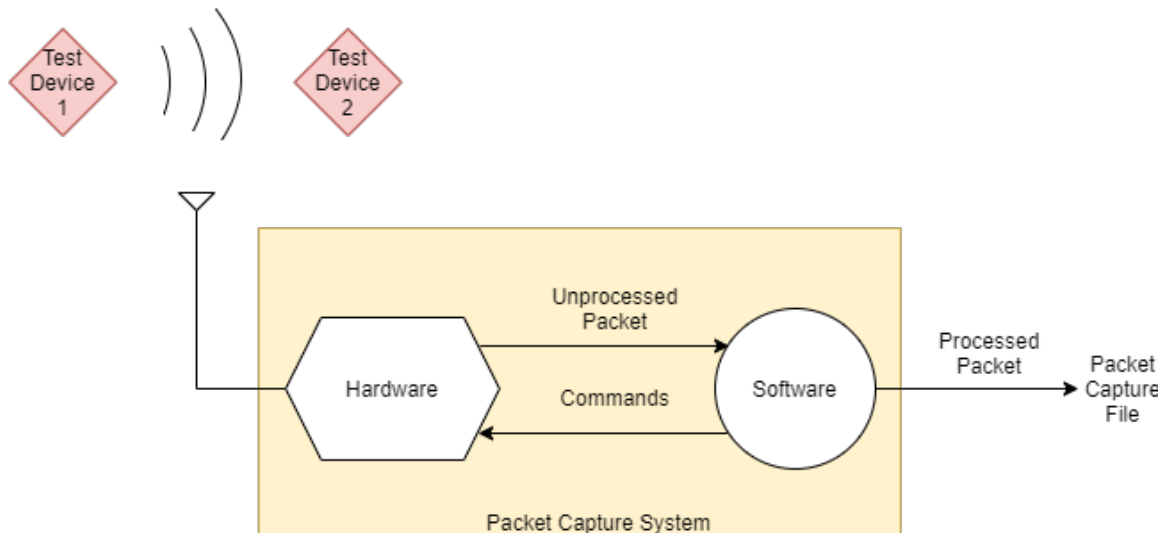 Test
Device
1
Test
Device
2
Unprocessed
Packet
Processed
Packet
Hardware
Commands
Software
Packet
Capture
File
Packet Capture System